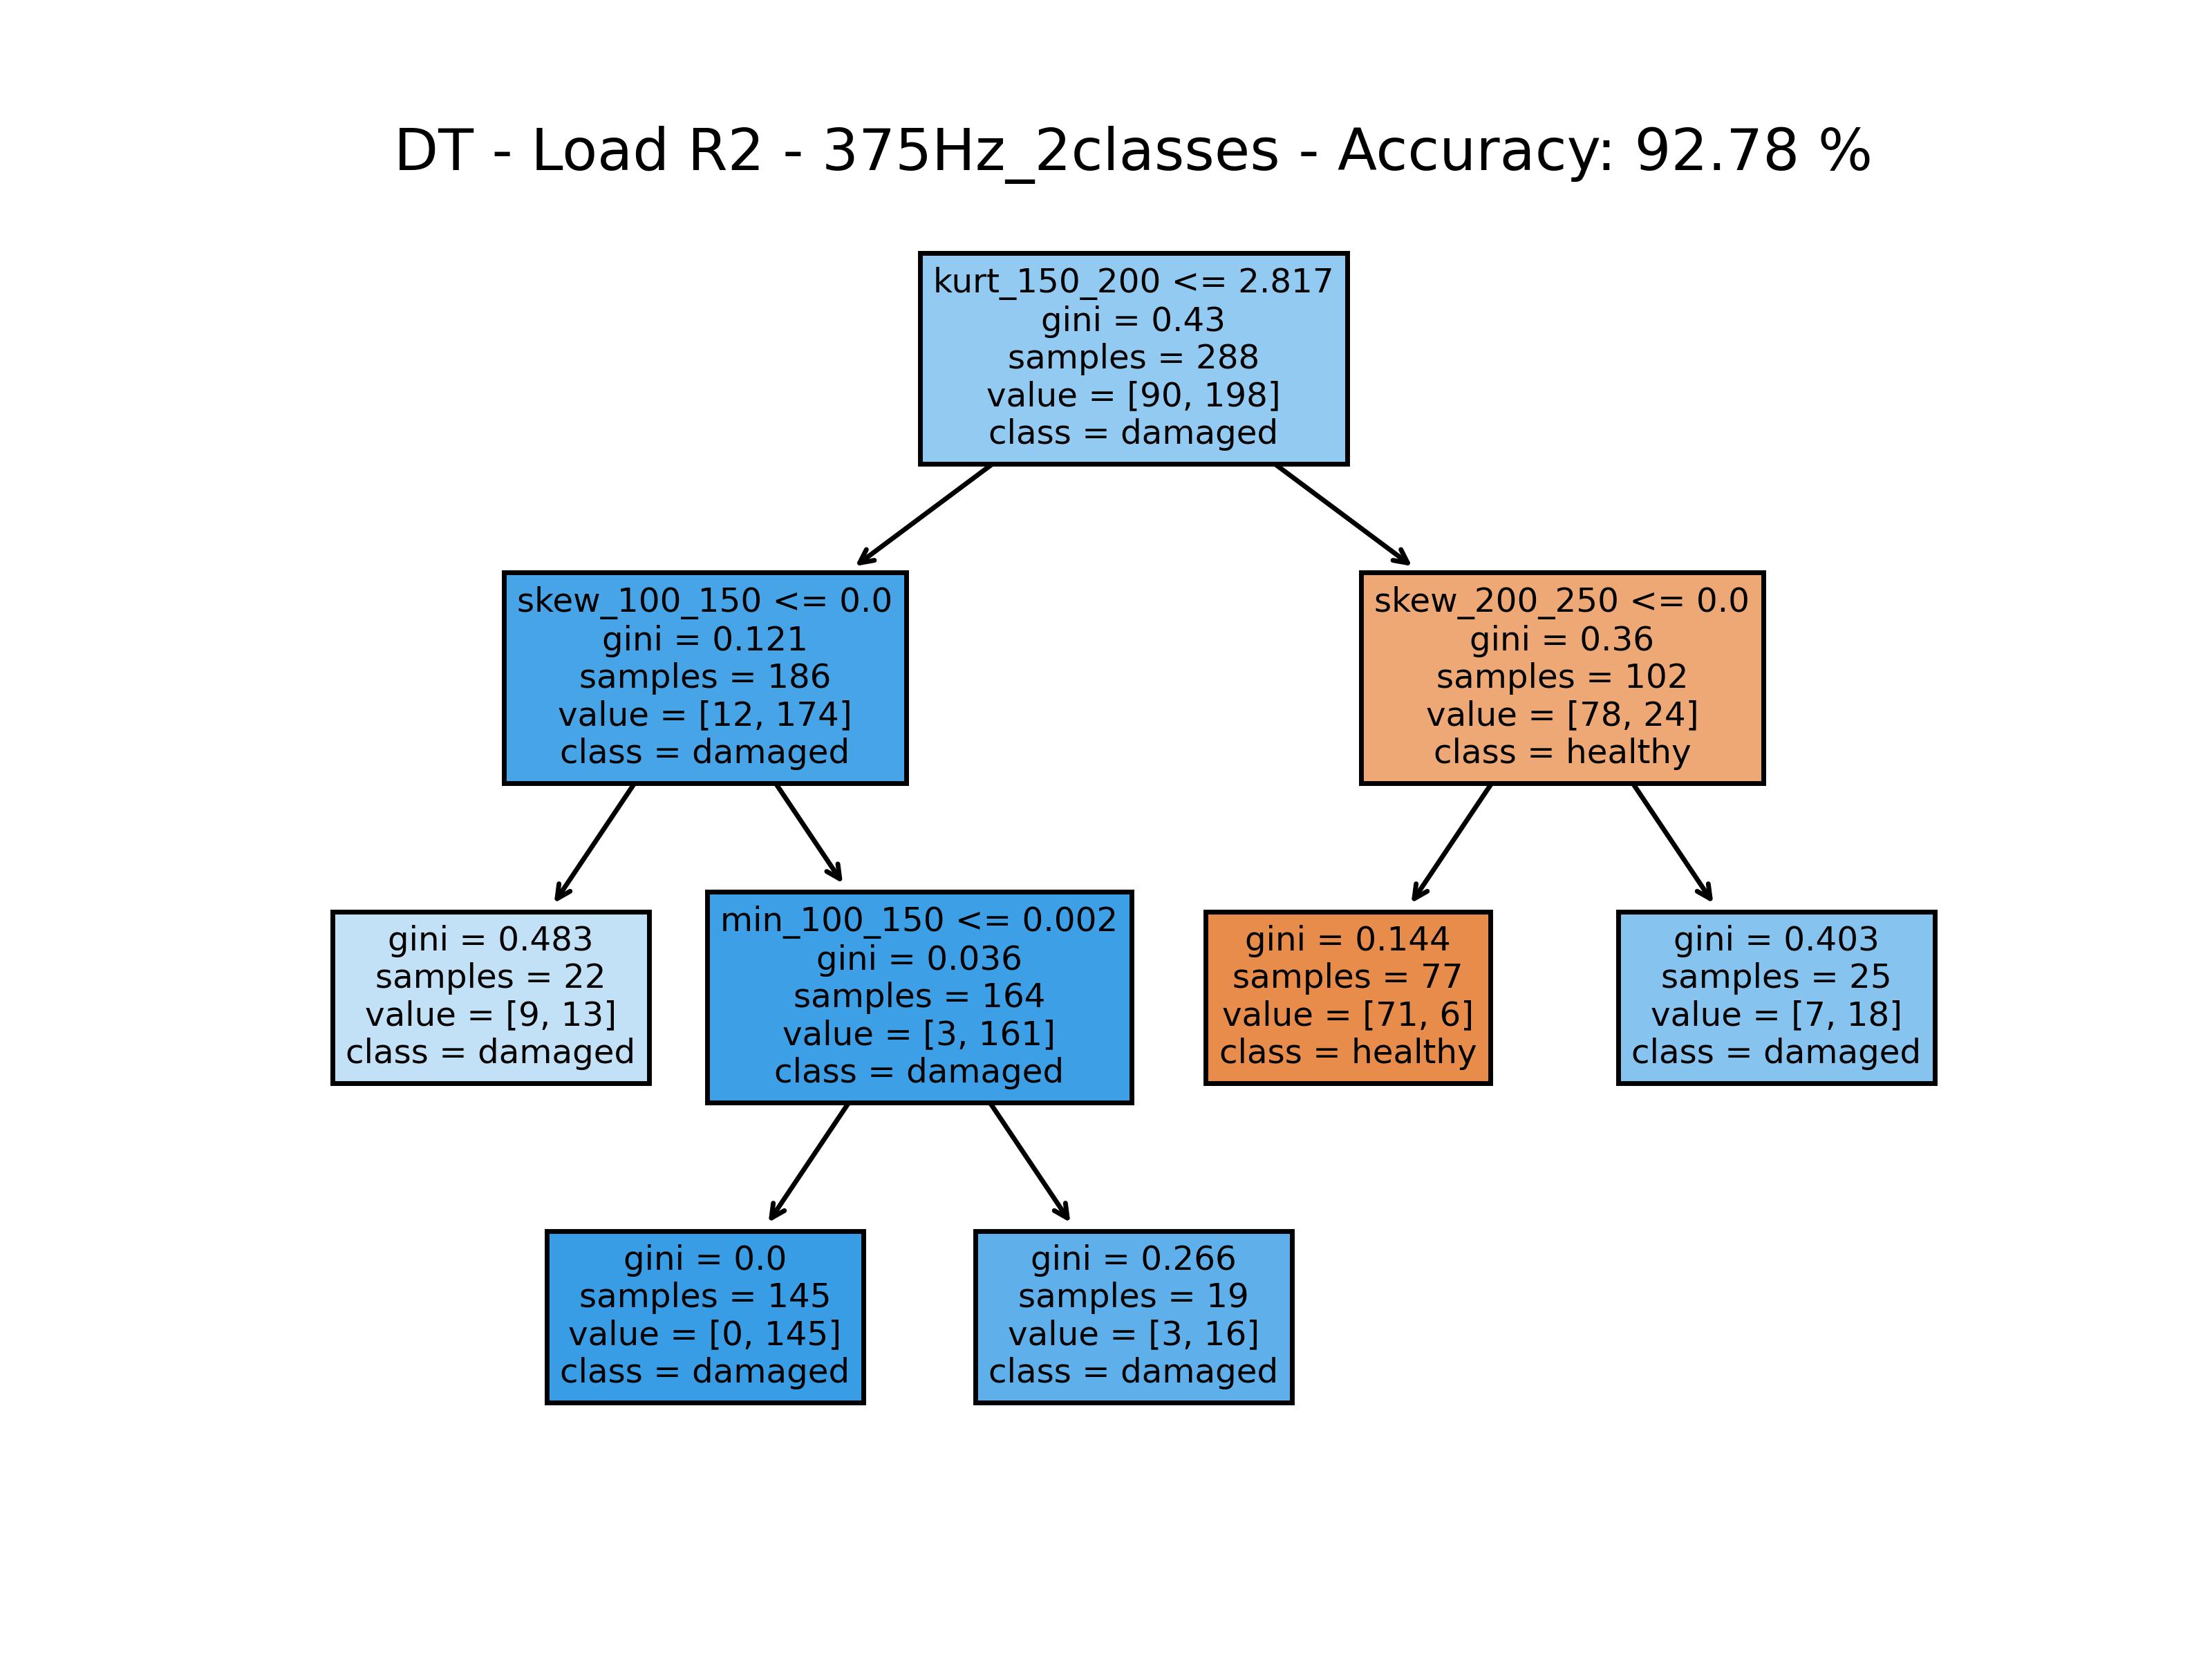 DT - Load R2 - 375Hz_2classes - Accuracy: 92.78 %
kurt_150_200 <= 2.817
gini = 0.43
samples = 288
value = [90, 198]
class = damaged
skew_100_150 <= 0.0
gini = 0.121
samples = 186
value = [12, 174]
class = damaged
skew_200_250 <= 0.0
gini = 0.36
samples = 102
value = [78, 24]
class = healthy
gini = 0.483
samples = 22
value = [9, 13]
class = damaged
min_100_150 <= 0.002
gini = 0.036
samples = 164
value = [3, 161]
class = damaged
gini = 0.144
samples = 77
value = [71, 6]
class = healthy
gini = 0.403
samples = 25
value = [7, 18]
class = damaged
gini = 0.0
samples = 145
value = [0, 145]
class = damaged
gini = 0.266
samples = 19
value = [3, 16]
class = damaged